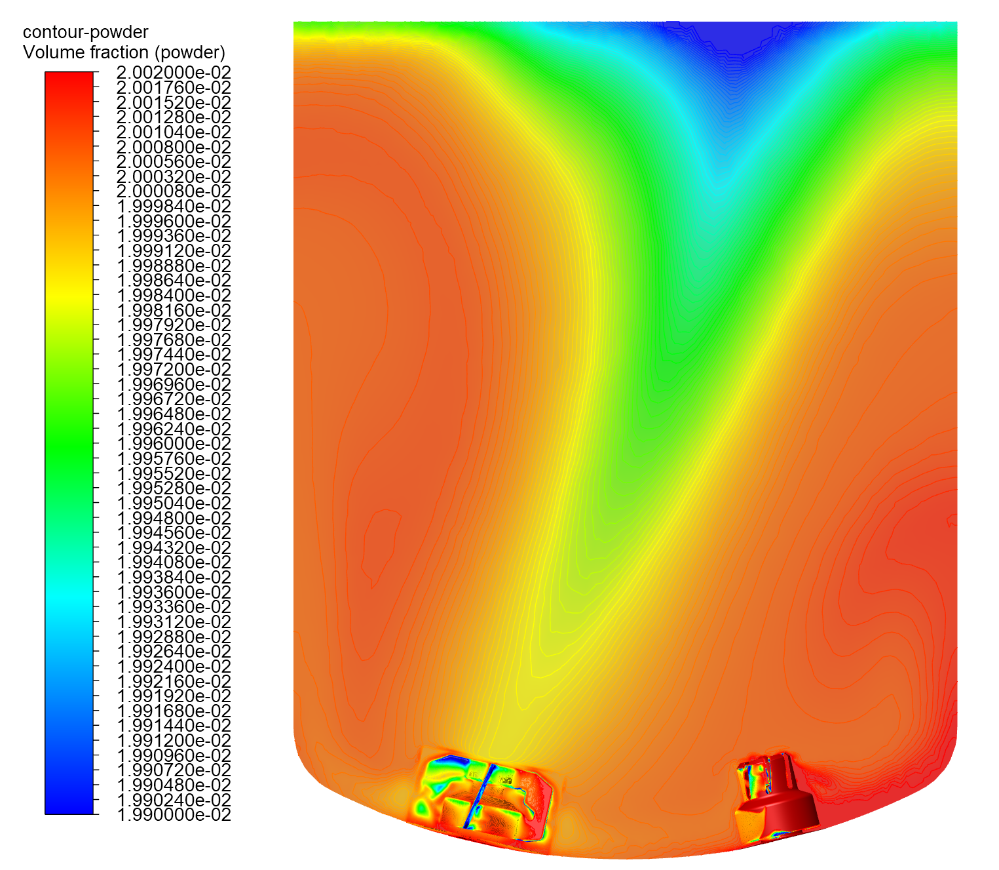 contour-powder
Volume fraction (powder)
2.002000e-02
2.001760e-02
2.001520e-02
2.001280e-02
2.001040e-02
2.000800e-02
2.000560e-02
2.000320e-02
2.000080e-02
1.999840e-02
1.999600e-02
1.999360e-02
1.999120e-02
1.998880e-02
1.998640e-02
1.998400e-02
1.998160e-02
1.997920e-02
1.997680e-02
1.997440e-02
1.997200e-02
1.996960e-02
1.996720e-02
1.996480e-02
1.996240e-02
1.996000e-02
1.995760e-02
1.995520e-02
1.995280e-02
1.995040e-02
1.994800e-02
1.994560e-02
1.994320e-02
1.994080e-02
1.993840e-02
1.993600e-02
1.993360e-02
1.993120e-02
1.992880e-02
1.992640e-02
1.992400e-02
1.992160e-02
1.991920e-02
1.991680e-02
1.991440e-02
1.991200e-02
1.990960e-02
1.990720e-02
1.990480e-02
1.990240e-02
1.990000e-02